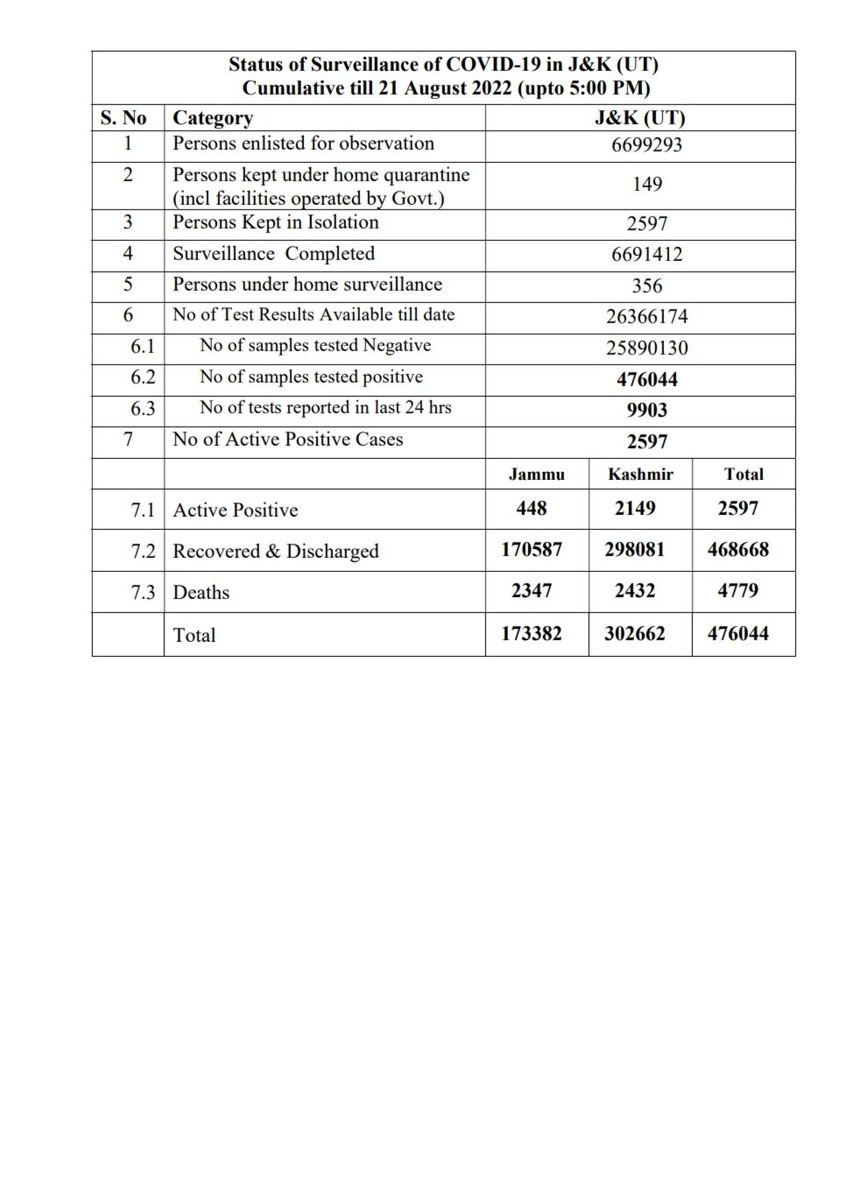 Status of Surveillance of COVID-19 in J&K (UT)
Cumulative till 21 August 2022 (upto 5:00 PM)
S. No Category J&K (UT)
1 Persons enlisted for observation 6699293
2 Persons kept under home quarantine
(incl facilities operated by Govt.) 149
3 Persons Kept in Isolation 2597
4 Surveillance Completed 6691412
5 Persons under home surveillance 356
6 No of Test Results Available till date 26366174
6.1 No of samples tested Negative 25890130
6.2 No of samples tested positive 476044
6.3 No of tests reported in last 24 hrs 9903
7 No of Active Positive Cases 2597
Jammu Kashmir Total
7.1 Active Positive 448 2149 2597
7.2 Recovered & Discharged 170587 298081 468668
7.3 Deaths 2347 2432 4779
Total 173382 302662 476044